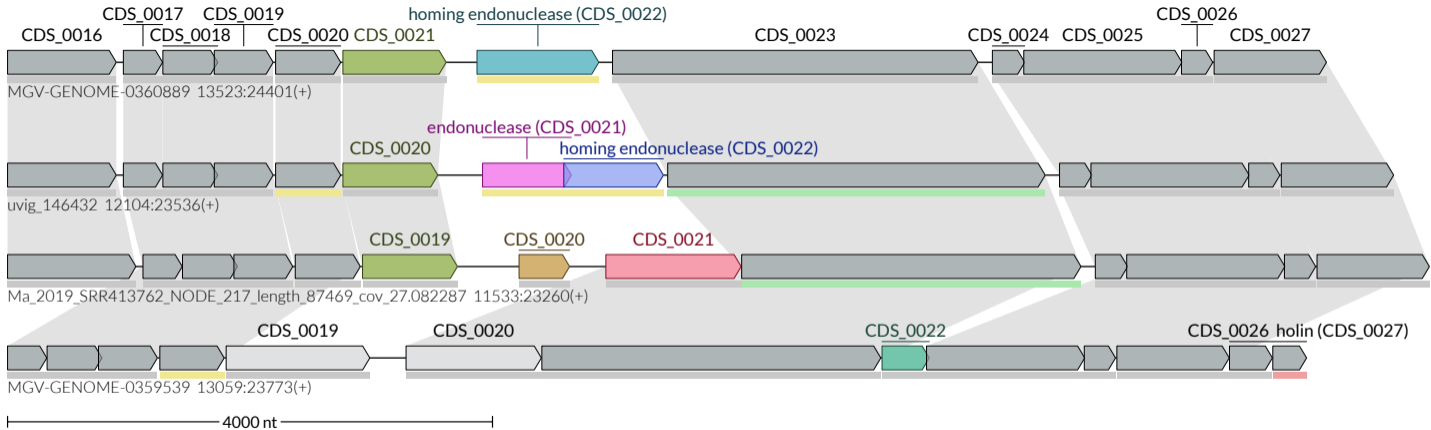 homing endonuclease (CDS_0022)
CDS_0017 CDS_0019 CDS_0026
CDS_0016 CDS_0018 CDS_0020 CDS_0021 CDS_0023 CDS_0024 CDS_0025 CDS_0027
MGV-GENOME-0360889 13523:24401(+)
endonuclease (CDS_0021)
CDS_0020 homing endonuclease (CDS_0022)
uvig_146432 12104:23536(+)
CDS_0019 CDS_0020 CDS_0021
Ma_2019_SRR413762_NODE_217_length_87469_cov_27.082287 11533:23260(+)
CDS_0019 CDS_0020 CDS_0022 CDS_0026 holin (CDS_0027)
MGV-GENOME-0359539 13059:23773(+)
4000 nt